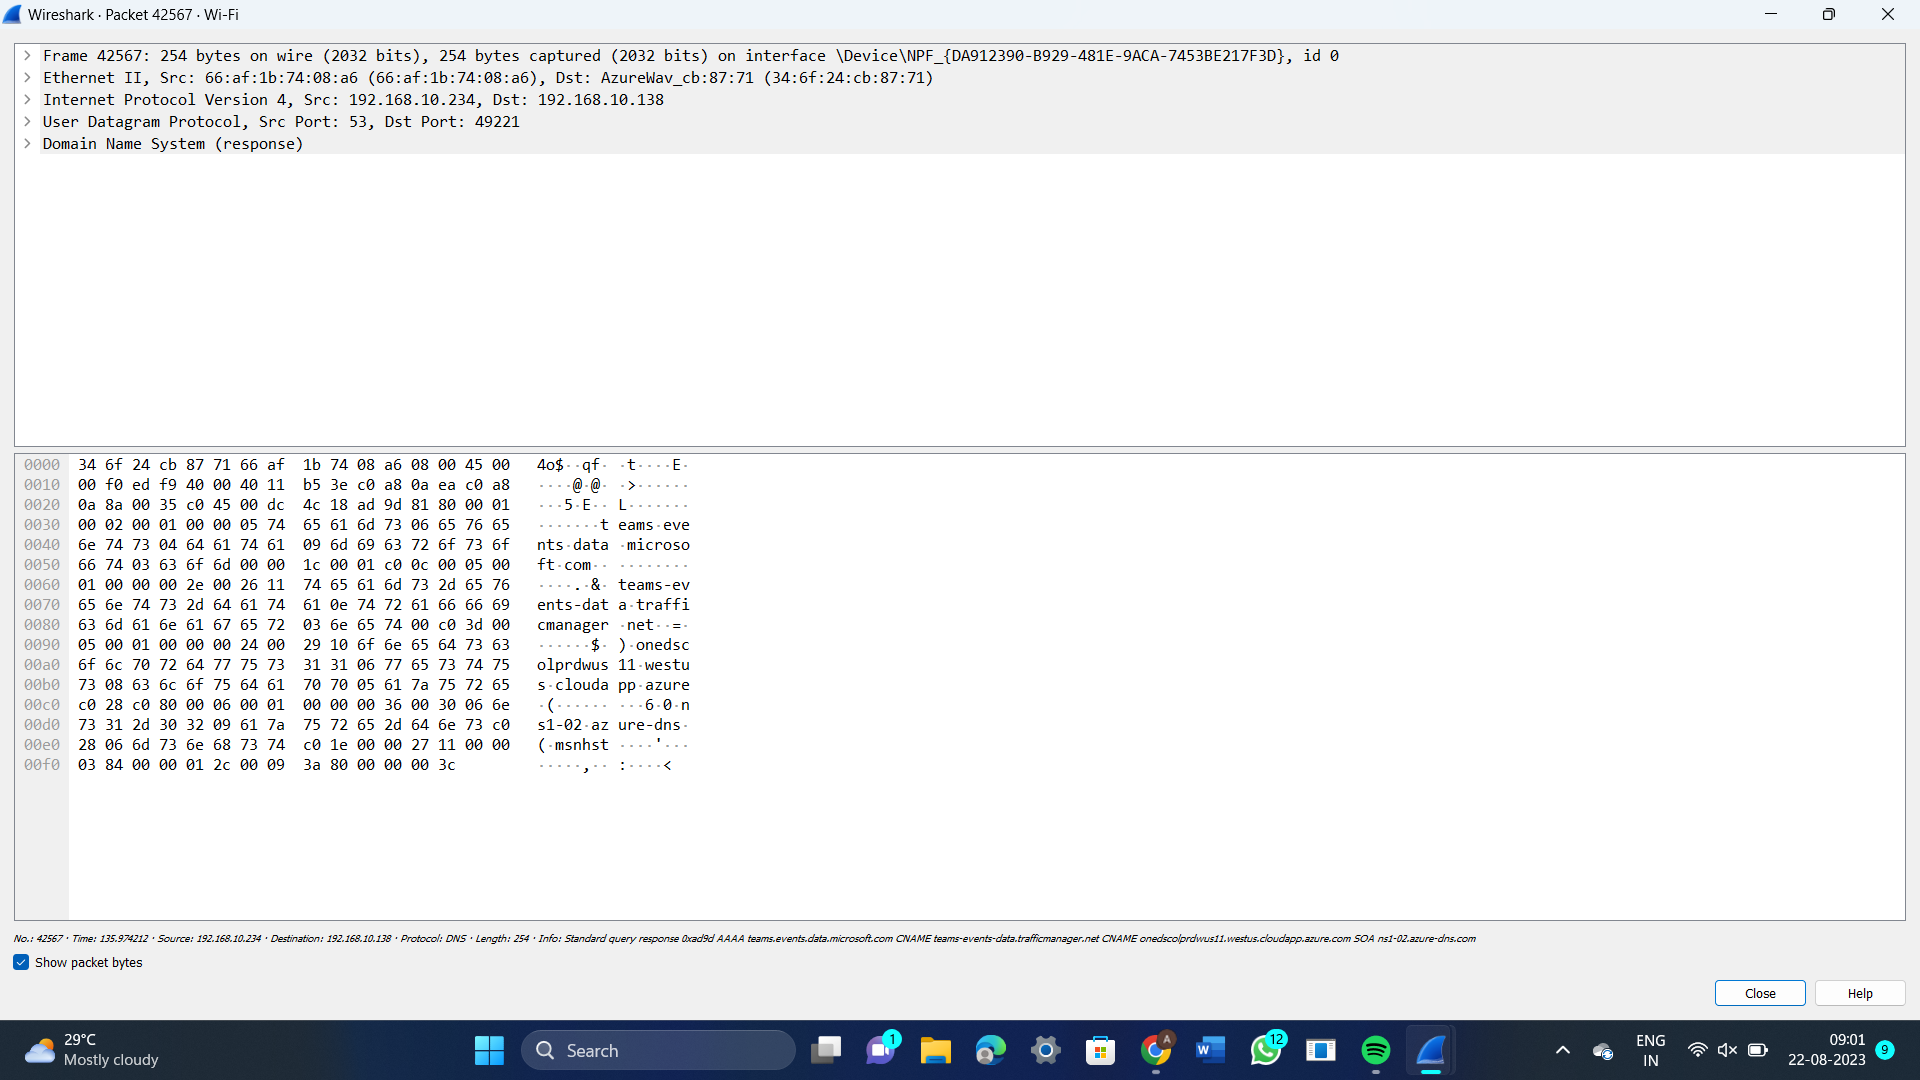 Wireshark · Packet 42567 · Wi-Fi
Frame 42567: 254 bytes on wire (2032 bits), 254 bytes captured (2032 bits) on interface \Device\NPF_{DA912390-B929-481E-9ACA-7453BE217F3D}, id 0
Ethernet II, Src: 66:af:1b:74:08:a6 (66:af:1b:74:08:a6), Dst: AzureWav_cb:87:71 (34:6f:24:cb:87:71)
Internet Protocol Version 4, Src: 192.168.10.234, Dst: 192.168.10.138
User Datagram Protocol, Src Port: 53, Dst Port: 49221
Domain Name System (response)
0000 34 6f 24 cb 87 71 66 af 1b 74 08 a6 08 00 45 00 4o$··qf· ·t····E·
0010 00 f0 ed f9 40 00 40 11 b5 3e c0 a8 0a ea c0 a8 ····@·@· ·>······
0020 0a 8a 00 35 c0 45 00 dc 4c 18 ad 9d 81 80 00 01 ···5·E·· L·······
0030 00 02 00 01 00 00 05 74 65 61 6d 73 06 65 76 65 ·······t eams·eve
0040 6e 74 73 04 64 61 74 61 09 6d 69 63 72 6f 73 6f nts·data ·microso
0050 66 74 03 63 6f 6d 00 00 1c 00 01 c0 0c 00 05 00 ft·com·· ········
0060 01 00 00 00 2e 00 26 11 74 65 61 6d 73 2d 65 76 ····.·&· teams-ev
0070 65 6e 74 73 2d 64 61 74 61 0e 74 72 61 66 66 69 ents-dat a·traffi
0080 63 6d 61 6e 61 67 65 72 03 6e 65 74 00 c0 3d 00 cmanager ·net··=·
0090 05 00 01 00 00 00 24 00 29 10 6f 6e 65 64 73 63 ······$· )·onedsc
00a0 6f 6c 70 72 64 77 75 73 31 31 06 77 65 73 74 75 olprdwus 11·westu
00b0 73 08 63 6c 6f 75 64 61 70 70 05 61 7a 75 72 65 s·clouda pp·azure
00c0 c0 28 c0 80 00 06 00 01 00 00 00 36 00 30 06 6e ·(······ ···6·0·n
00d0 73 31 2d 30 32 09 61 7a 75 72 65 2d 64 6e 73 c0 s1-02·az ure-dns·
00e0 28 06 6d 73 6e 68 73 74 c0 1e 00 00 27 11 00 00 (·msnhst ····'···
00f0 03 84 00 00 01 2c 00 09 3a 80 00 00 00 3c ·····,·· :····<
No.: 42567 · Time: 135.974212 · Source: 192.168.10.234 · Destination: 192.168.10.138 · Protocol: DNS · Length: 254 · Info: Standard query response 0xad9d AAAA teams.events.data.microsoft.com CNAME teams-events-data.trafficmanager.net CNAME onedscolprdwus11.westus.cloudapp.azure.com SOA ns1-02.azure-dns.com
Show packet bytes
Close Help
29°C
Mostly cloudy
Search
1
A
W
12
ENG
IN
09:01
22-08-2023
9